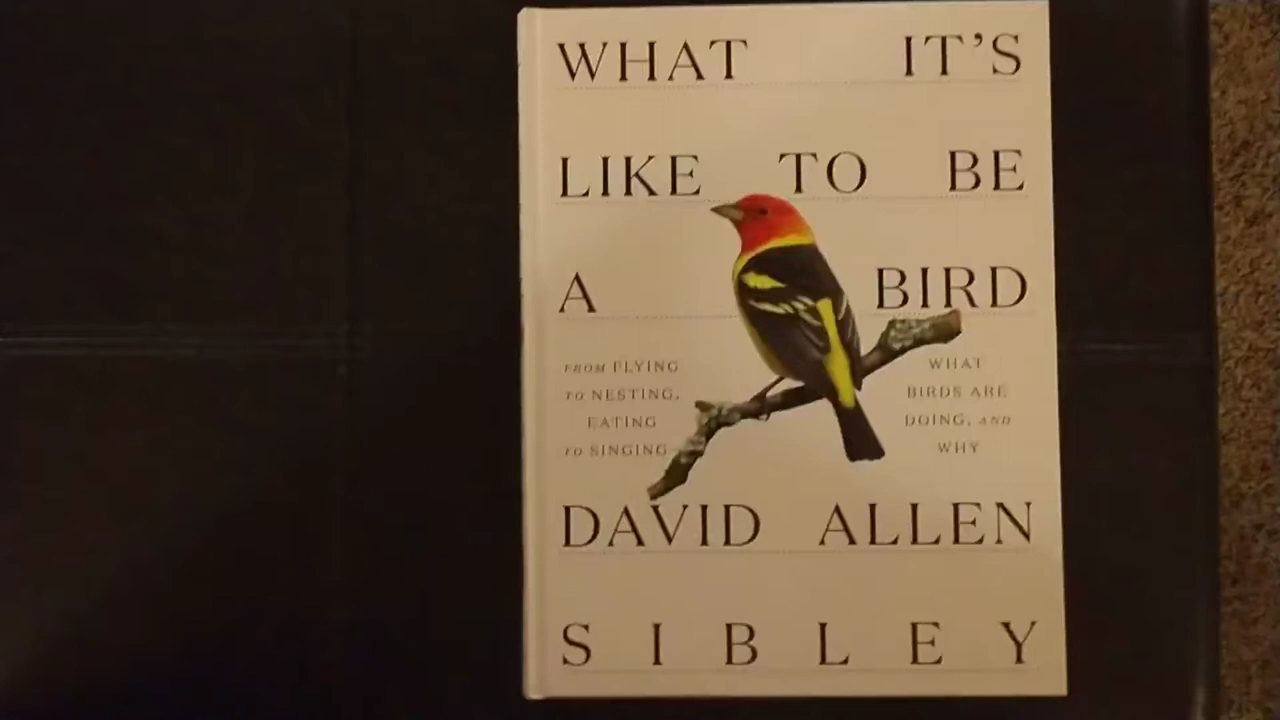 WHAT IT'S
LIKE TO BE
A BIRD
FROM FLYING
TO NESTING,
EATING
TO SINGING
WHAT
BIRDS ARE
DOING, AND
WHY
DAVID ALLEN
SIBLEY